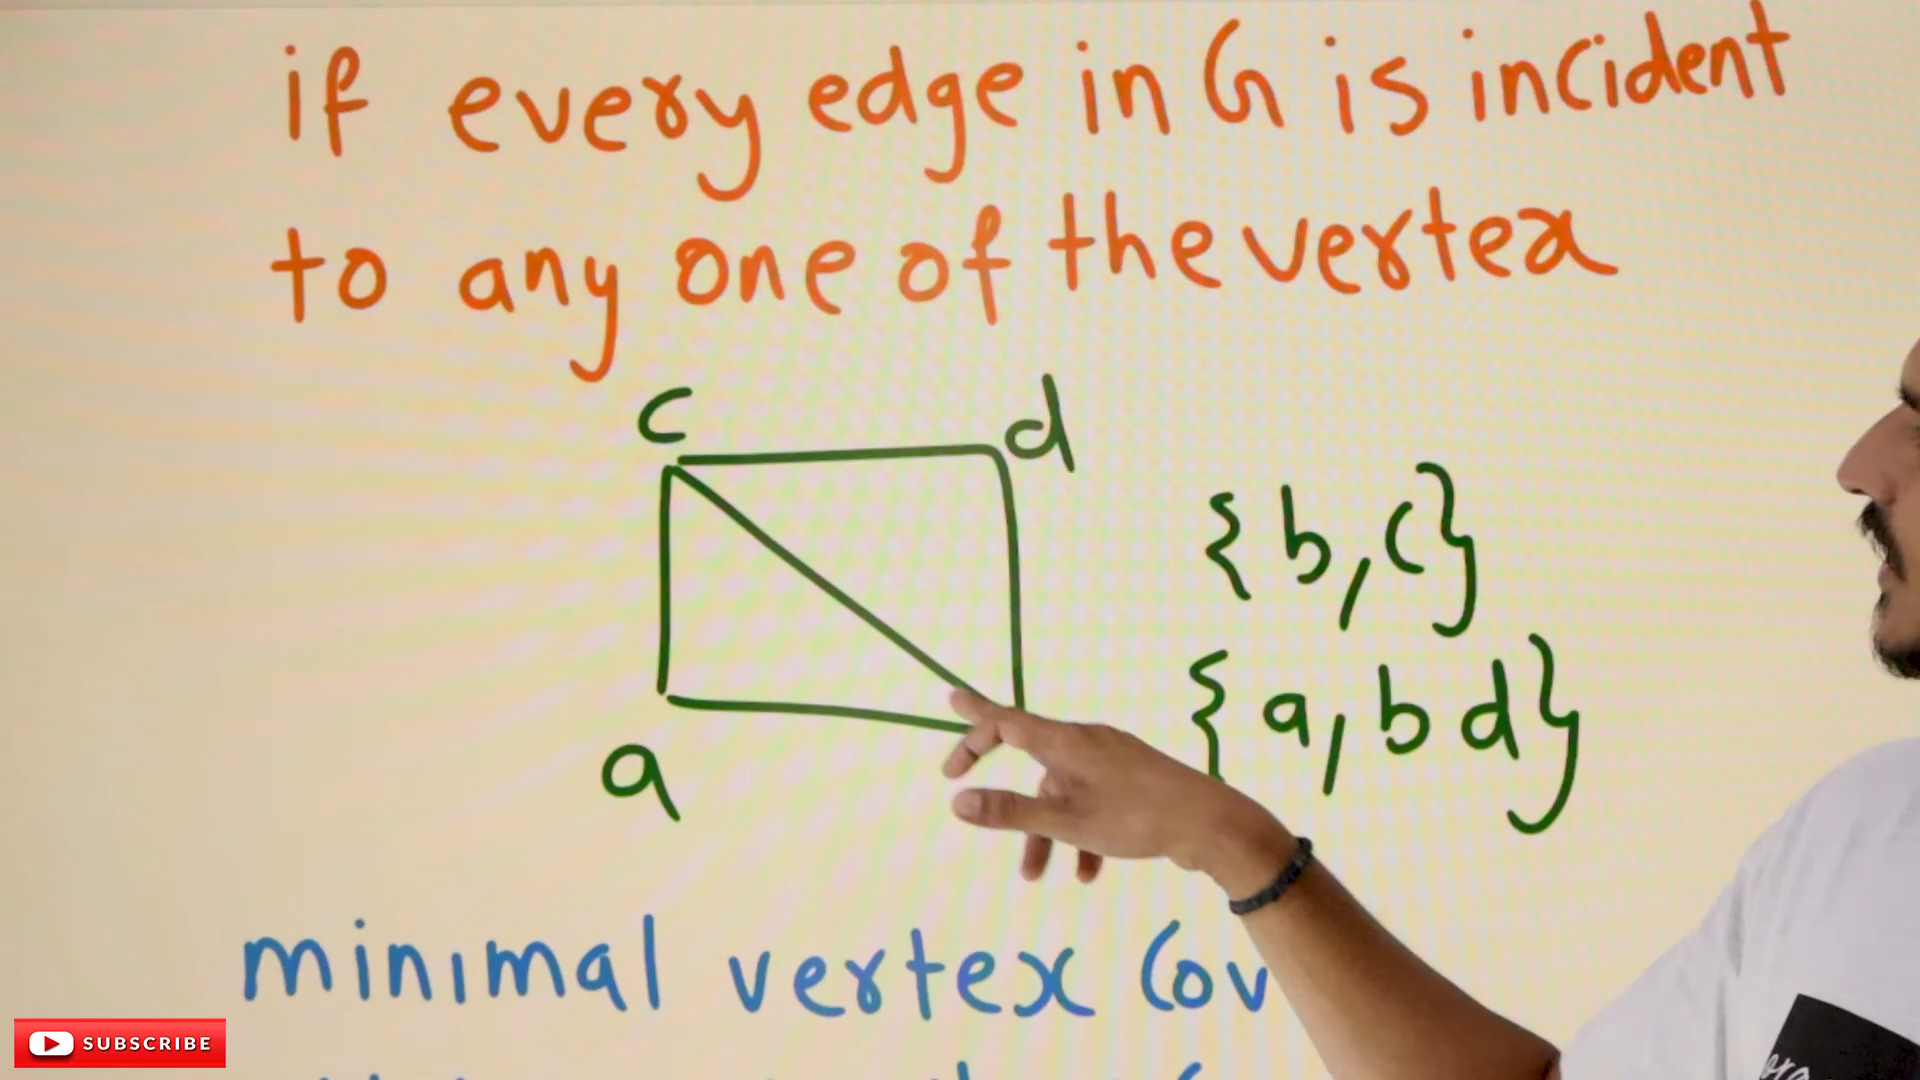 if every edge in G is incident
to any one of the vertex
c
d
{b,c}
{a,b d}
a
minimal vertex Cov
SUBSCRIBE